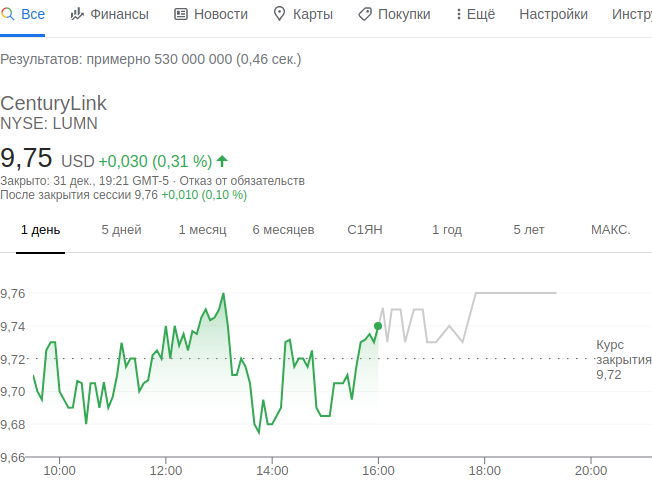 Все Финансы Новости Карты Покупки Ещё Настройки Инстру
Результатов: примерно 530 000 000 (0,46 сек.)
CenturyLink
NYSE: LUMN
9,75 USD +0,030 (0,31 %)
Закрыто: 31 дек., 19:21 GMT-5 · Отказ от обязательств
После закрытия сессии 9,76 +0,010 (0,10 %)
1 день 5 дней 1 месяц 6 месяцев С1ЯН 1 год 5 лет МАКС.
9,76
9,74
9,72
9,70
9,68
9,66
Курс
закрытия
9,72
10:00 12:00 14:00 16:00 18:00 20:00